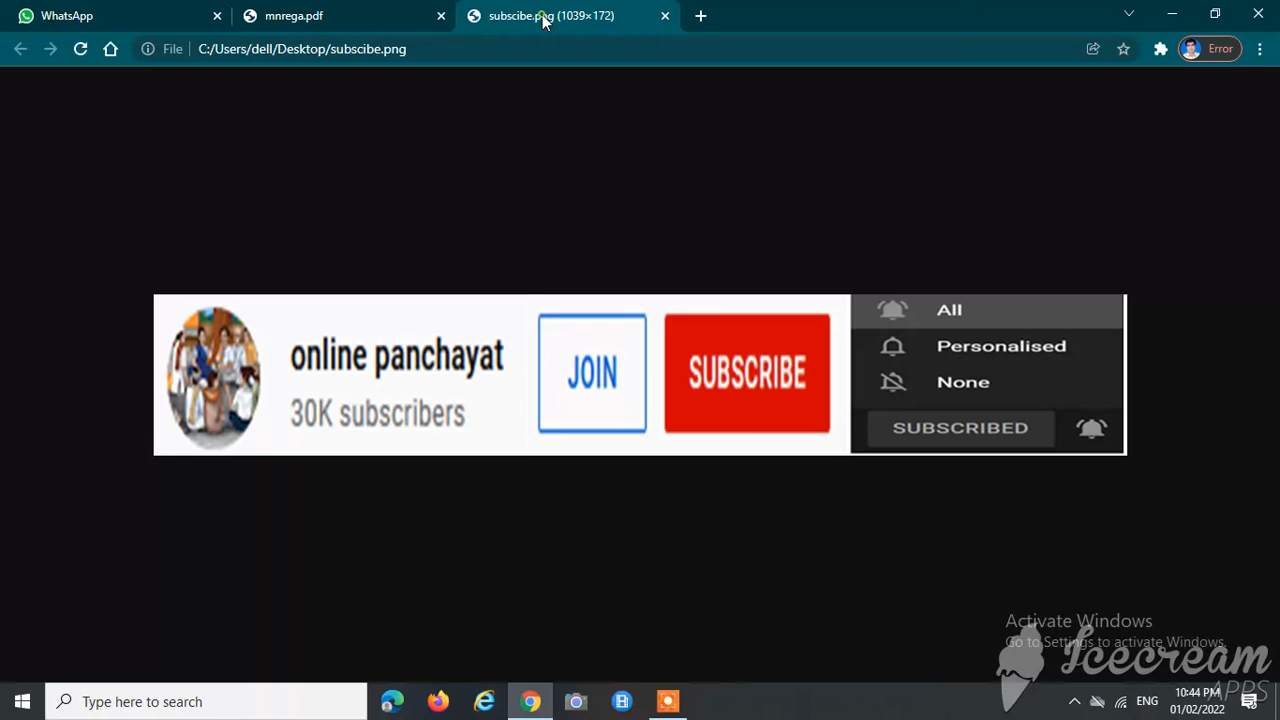 WhatsApp
mnrega.pdf
subscibe.png (1039×172)
File
C:/Users/dell/Desktop/subscibe.png
Error
online panchayat
30K subscribers
JOIN
SUBSCRIBE
All
Personalised
None
SUBSCRIBED
Activate Windows
Go to Settings to activate Windows.
Icecream
APPS
Type here to search
ENG
10:44 PM
01/02/2022